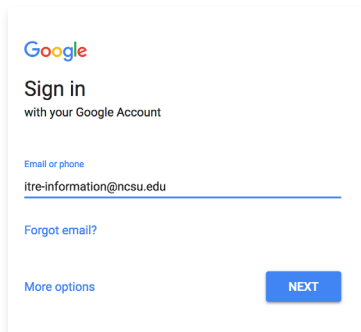 Google
Sign in
with your Google Account
Email or phone
itre-information@ncsu.edu
Forgot email?
More options
NEXT